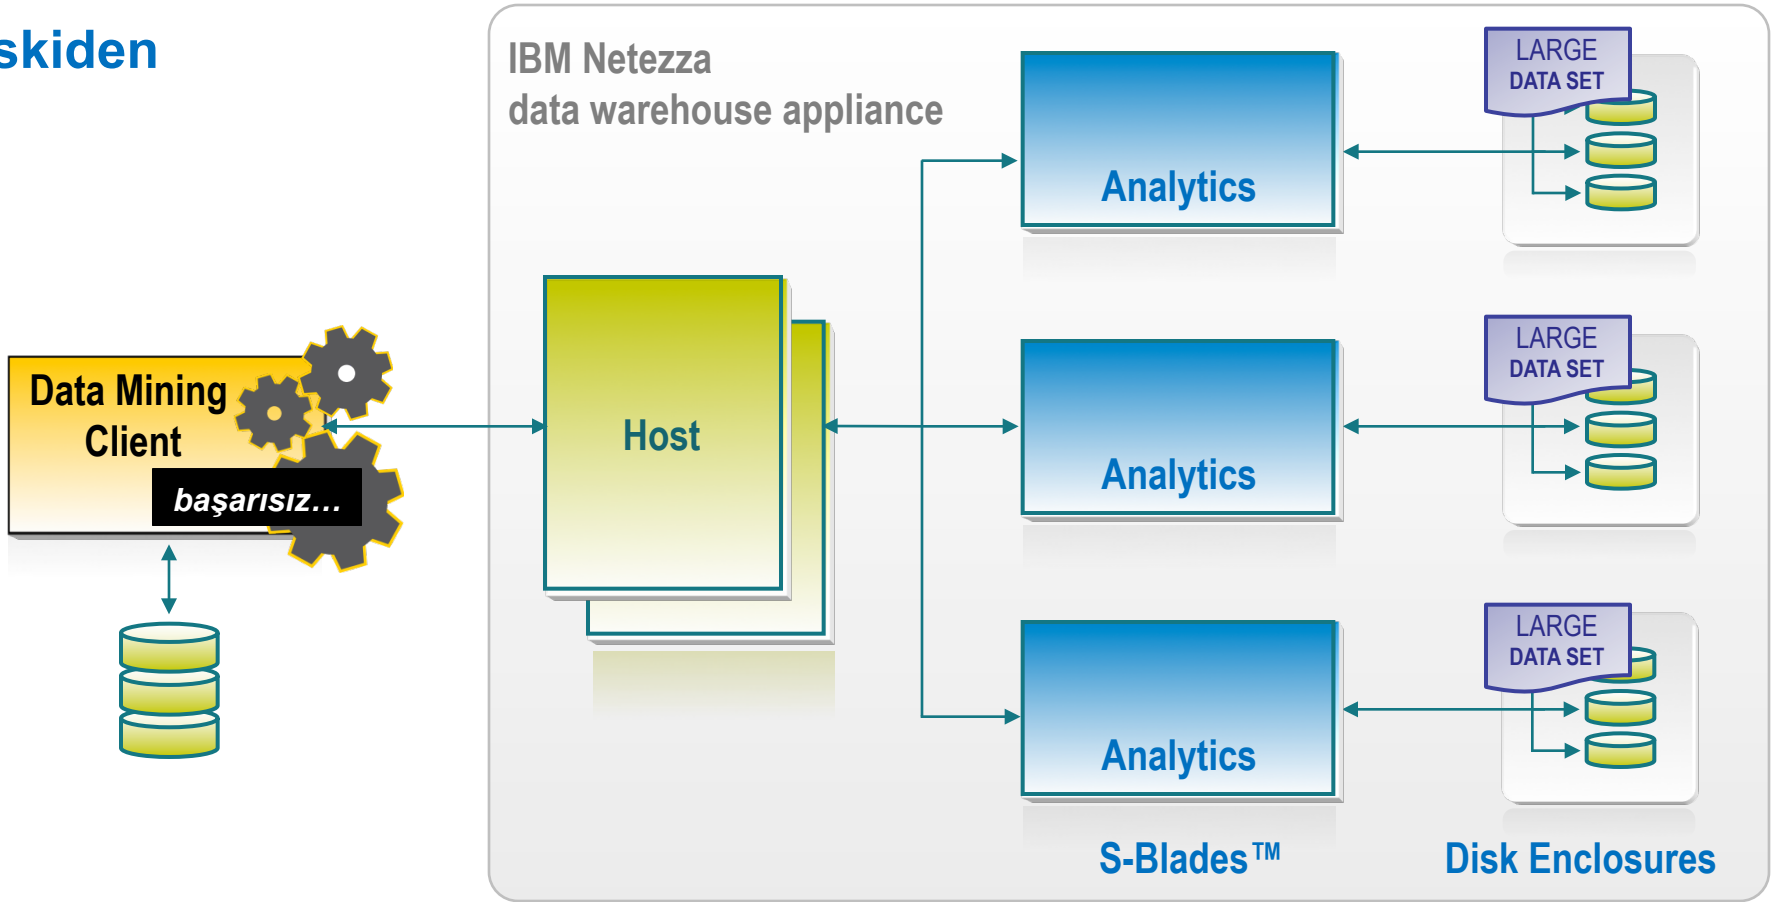 skiden
IBM Netezza
data warehouse appliance
Data Mining
Client
başarısız…
Host
Analytics
LARGE
DATA SET
Analytics
LARGE
DATA SET
Analytics
LARGE
DATA SET
S-Blades™
Disk Enclosures